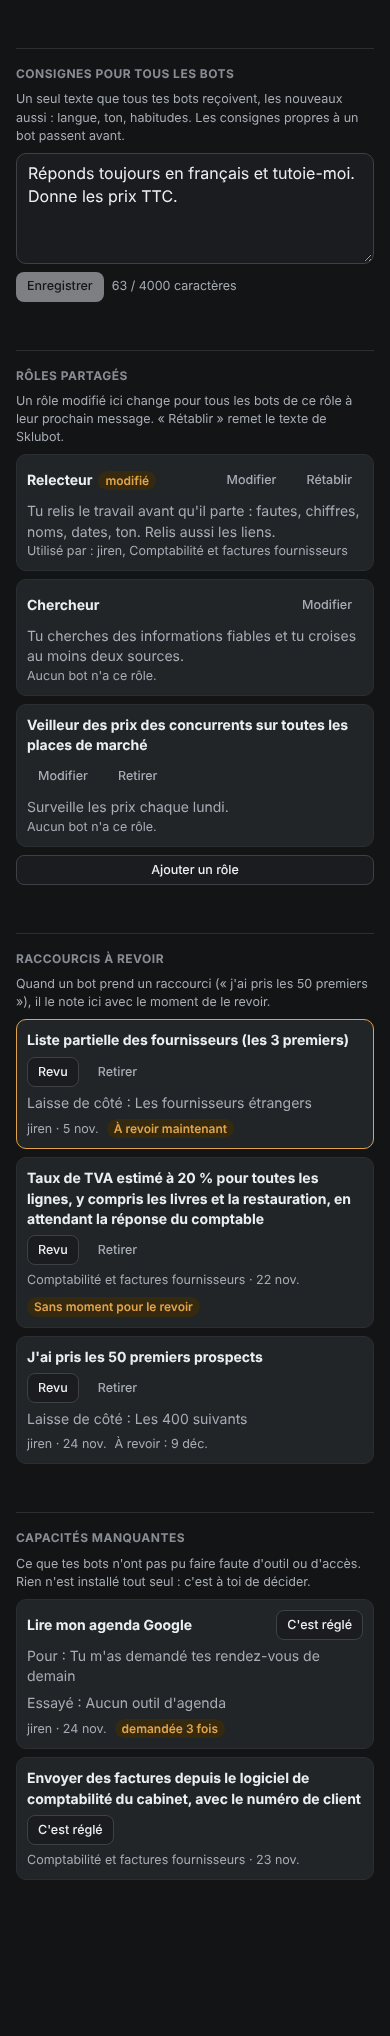 CONSIGNES POUR TOUS LES BOTS
Un seul texte que tous tes bots reçoivent, les nouveaux
aussi : langue, ton, habitudes. Les consignes propres à un
bot passent avant.
Réponds toujours en français et tutoie-moi.
Donne les prix TTC.
Enregistrer 63 / 4000 caractères
RÔLES PARTAGÉS
Un rôle modifié ici change pour tous les bots de ce rôle à
leur prochain message. « Rétablir » remet le texte de
Sklubot.
Relecteur modifié Modifier Rétablir
Tu relis le travail avant qu'il parte : fautes, chiffres,
noms, dates, ton. Relis aussi les liens.
Utilisé par : jiren, Comptabilité et factures fournisseurs
Chercheur Modifier
Tu cherches des informations fiables et tu croises
au moins deux sources.
Aucun bot n'a ce rôle.
Veilleur des prix des concurrents sur toutes les
places de marché
Modifier Retirer
Surveille les prix chaque lundi.
Aucun bot n'a ce rôle.
Ajouter un rôle
RACCOURCIS À REVOIR
Quand un bot prend un raccourci (« j'ai pris les 50 premiers
»), il le note ici avec le moment de le revoir.
Liste partielle des fournisseurs (les 3 premiers)
Revu Retirer
Laisse de côté : Les fournisseurs étrangers
jiren · 5 nov. À revoir maintenant
Taux de TVA estimé à 20 % pour toutes les
lignes, y compris les livres et la restauration, en
attendant la réponse du comptable
Revu Retirer
Comptabilité et factures fournisseurs · 22 nov.
Sans moment pour le revoir
J'ai pris les 50 premiers prospects
Revu Retirer
Laisse de côté : Les 400 suivants
jiren · 24 nov. À revoir : 9 déc.
CAPACITÉS MANQUANTES
Ce que tes bots n'ont pas pu faire faute d'outil ou d'accès.
Rien n'est installé tout seul : c'est à toi de décider.
Lire mon agenda Google C'est réglé
Pour : Tu m'as demandé tes rendez-vous de
demain
Essayé : Aucun outil d'agenda
jiren · 24 nov. demandée 3 fois
Envoyer des factures depuis le logiciel de
comptabilité du cabinet, avec le numéro de client
C'est réglé
Comptabilité et factures fournisseurs · 23 nov.